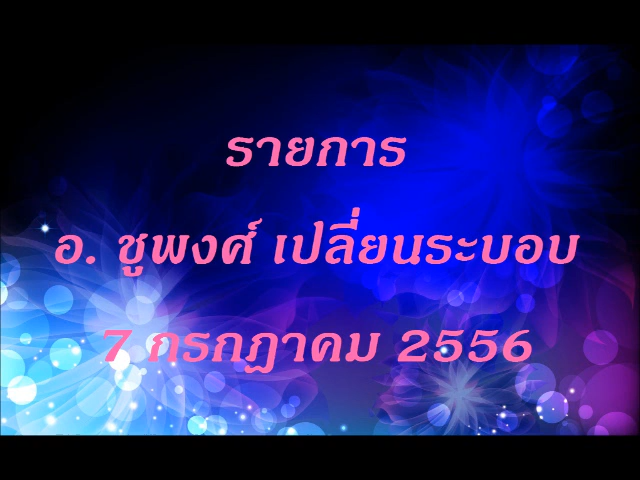 รายการ
อ. ชูพงศ์ เปลี่ยนระบอบ
7 กรกฎาคม 2556